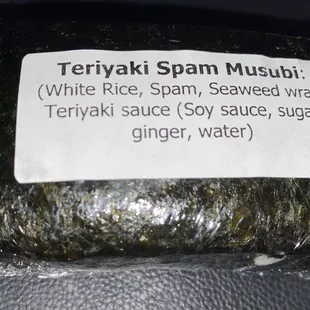 Teriyaki Spam Musubi:
(White Rice, Spam, Seaweed wra
Teriyaki sauce (Soy sauce, suga
ginger, water)